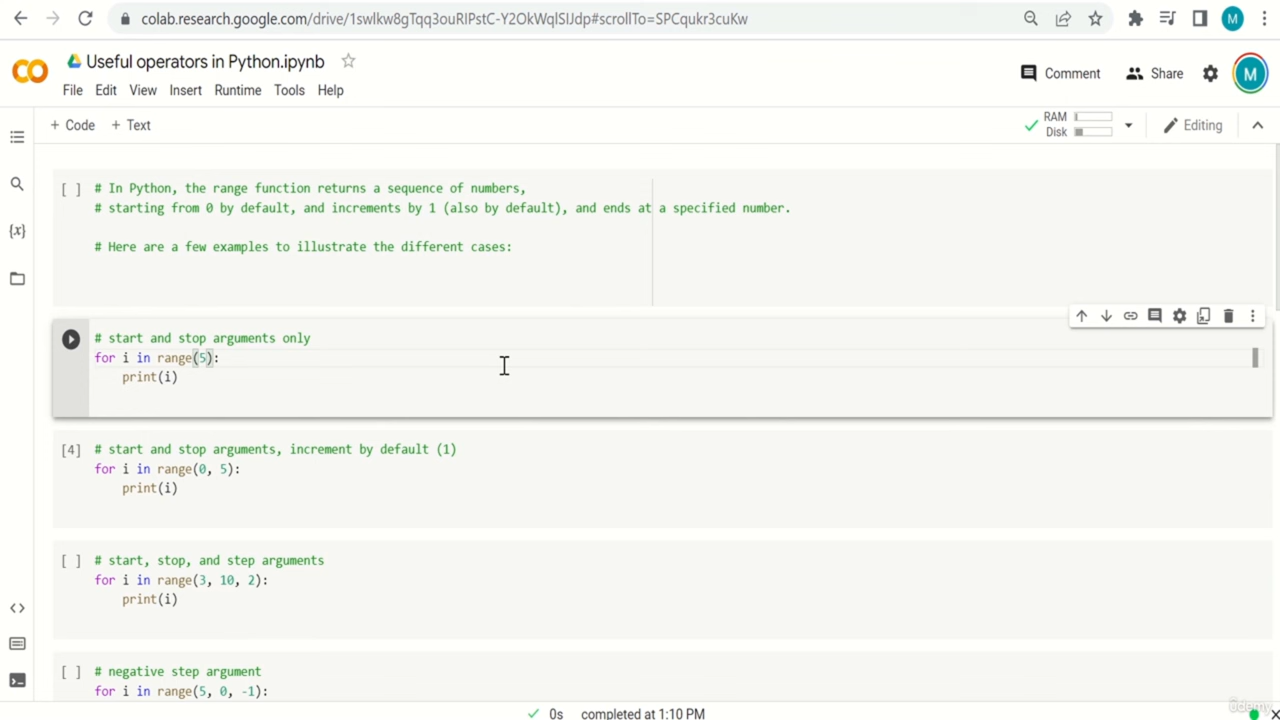 colab.research.google.com/drive/1swlkw8gTqq3ouRIPstC-Y2OkWqlSIJdp#scrollTo=SPCqukr3cuKw
M
CO
Useful operators in Python.ipynb
Comment
Share
M
File Edit View Insert Runtime Tools Help
+ Code + Text
RAM
Disk
Editing
[ ] # In Python, the range function returns a sequence of numbers,
# starting from 0 by default, and increments by 1 (also by default), and ends at a specified number.
# Here are a few examples to illustrate the different cases:
{x}
# start and stop arguments only
for i in range(5):
print(i)
[4] # start and stop arguments, increment by default (1)
for i in range(0, 5):
print(i)
[ ] # start, stop, and step arguments
for i in range(3, 10, 2):
print(i)
[ ] # negative step argument
for i in range(5, 0, -1):
0s completed at 1:10 PM
udemy